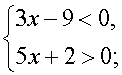 3x − 9 < 0,
5x + 2 > 0;